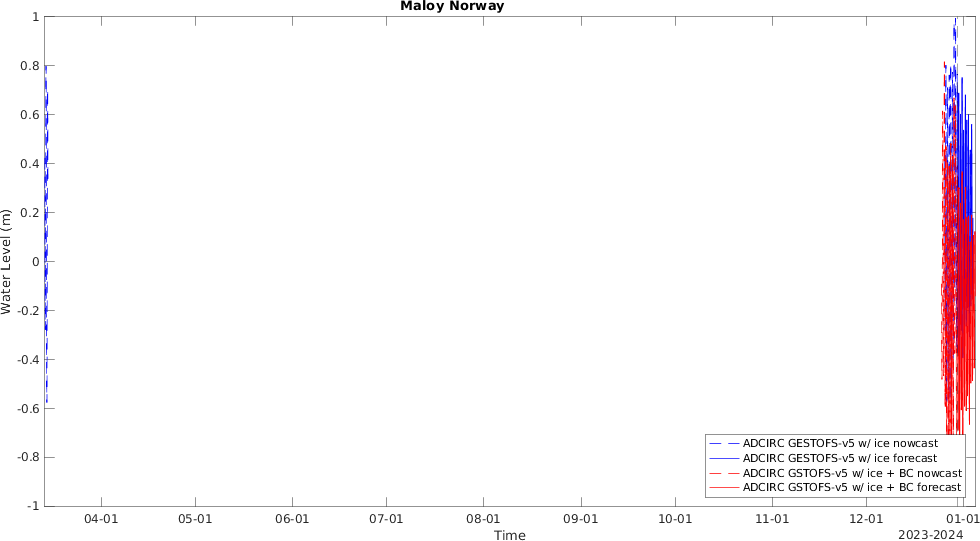 Maloy Norway
1
0.8
0.6
0.4
0.2
0
-0.2
-0.4
-0.6
-0.8
-1
Water Level (m)
04-01 05-01 06-01 07-01 08-01 09-01 10-01 11-01 12-01 01-01
Time
2023-2024
ADCIRC GESTOFS-v5 w/ ice nowcast
ADCIRC GESTOFS-v5 w/ ice forecast
ADCIRC GSTOFS-v5 w/ ice + BC nowcast
ADCIRC GSTOFS-v5 w/ ice + BC forecast